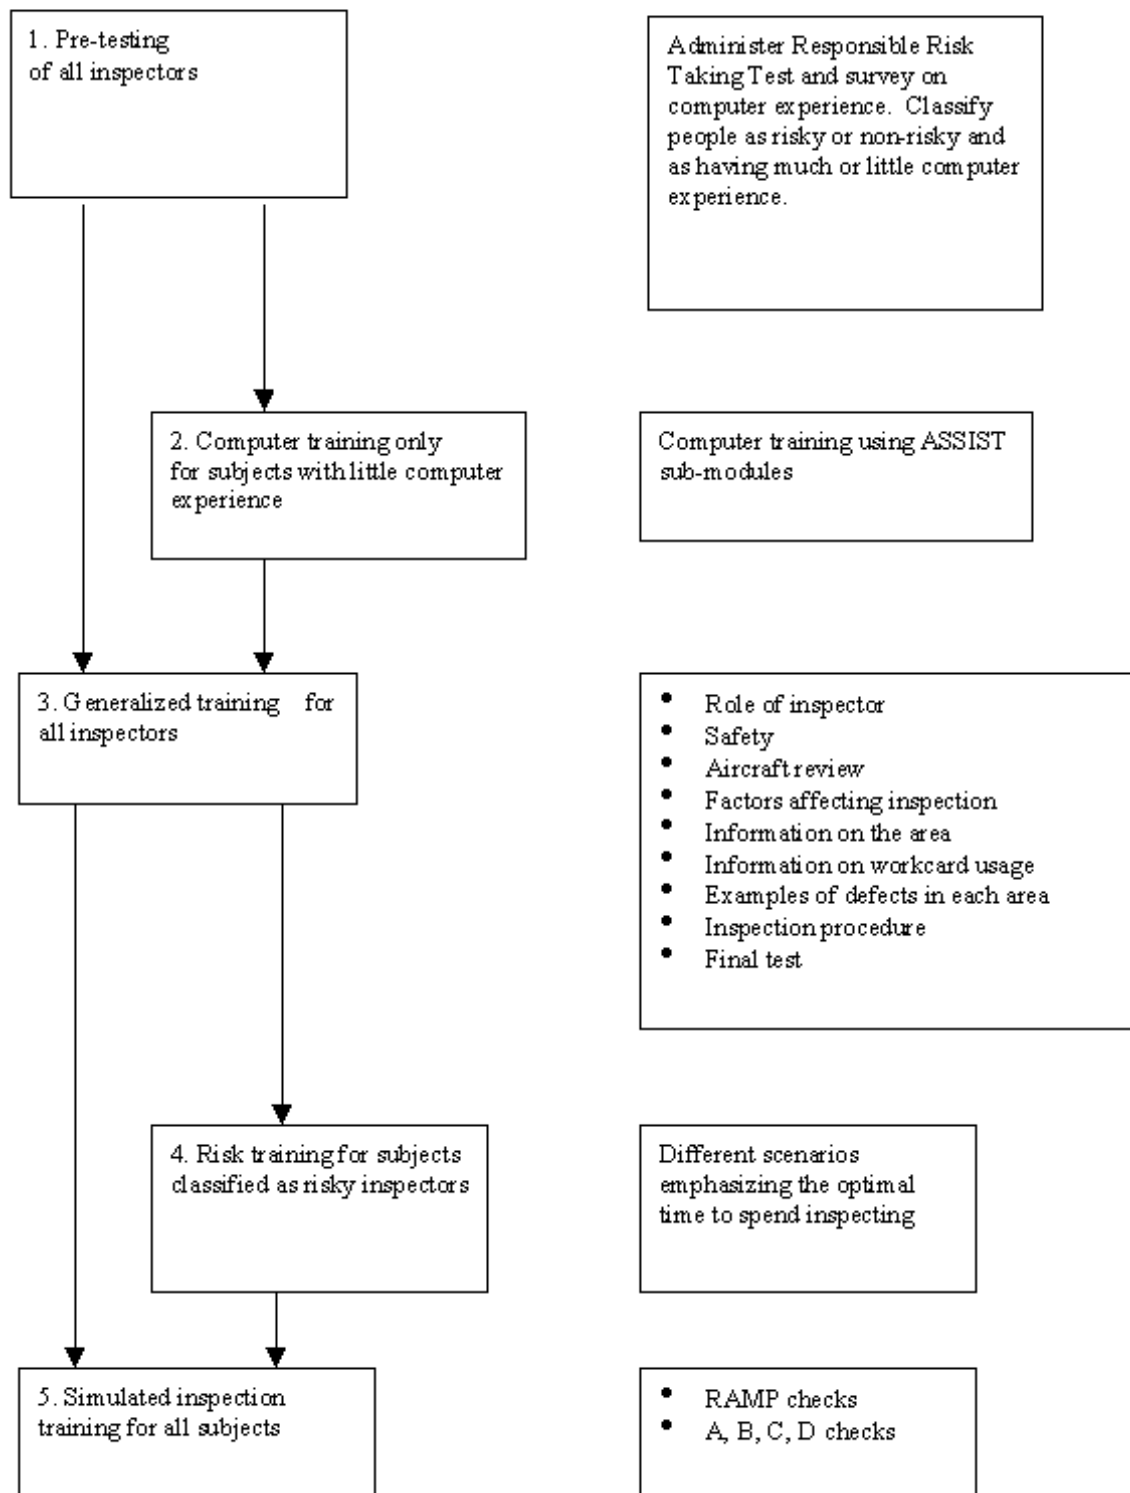 1. Pre-testing
of all inspectors
Administer Responsible Risk
Taking Test and survey on
computer experience. Classify
people as risky or non-risky and
as having much or little computer
experience.
2. Computer training only
for subjects with little computer
experience
Computer training using ASSIST
sub-modules
3. Generalized training for
all inspectors
• Role of inspector
• Safety
• Aircraft review
• Factors affecting inspection
• Information on the area
• Information on workcard usage
• Examples of defects in each area
• Inspection procedure
• Final test
4. Risk training for subjects
classified as risky inspectors
Different scenarios
emphasizing the optimal
time to spend inspecting
5. Simulated inspection
training for all subjects
• RAMP checks
• A, B, C, D checks